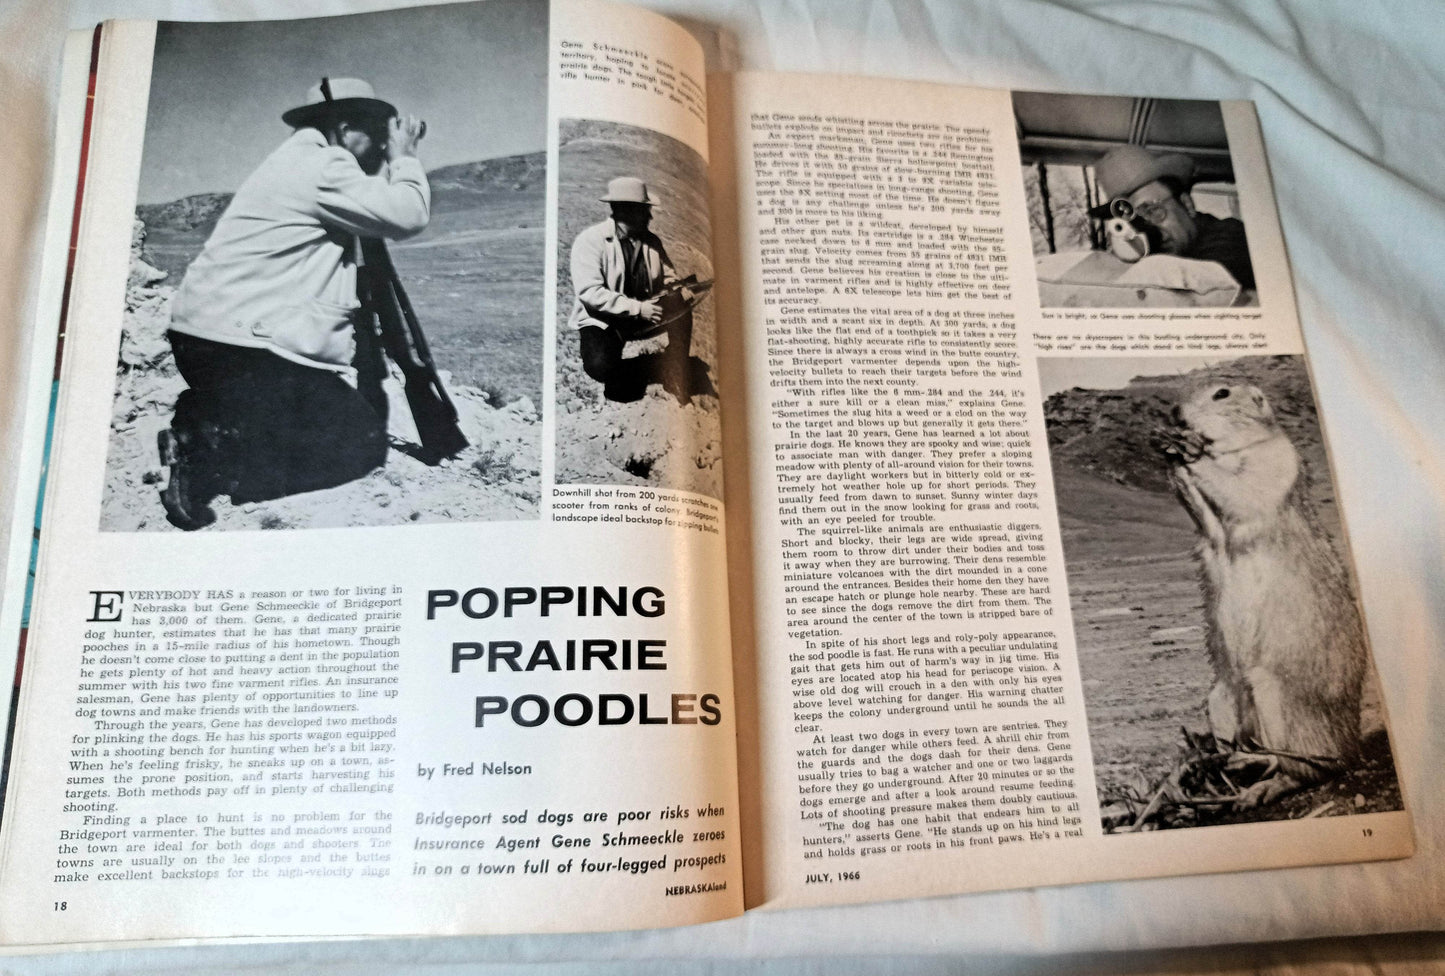 Gene Schmeeckle scans
territory, hoping to
prairie dogs. The tough little
rifle hunter in pink for deer
Downhill shot from 200 yards scratches one
scooter from ranks of colony. Bridgeport's
landscape ideal backstop for zipping bullets
POPPING
PRAIRIE
POODLES
by Fred Nelson
Bridgeport sod dogs are poor risks when
Insurance Agent Gene Schmeeckle zeroes
in on a town full of four-legged prospects
EVERYBODY HAS a reason or two for living in
Nebraska but Gene Schmeeckle of Bridgeport
has 3,000 of them. Gene, a dedicated prairie
dog hunter, estimates that he has that many prairie
pooches in a 15-mile radius of his hometown. Though
he doesn't come close to putting a dent in the population
he gets plenty of hot and heavy action throughout the
summer with his two fine varment rifles. An insurance
salesman, Gene has plenty of opportunities to line up
dog towns and make friends with the landowners.
Through the years, Gene has developed two methods
for plinking the dogs. He has his sports wagon equipped
with a shooting bench for hunting when he's a bit lazy.
When he's feeling frisky, he sneaks up on a town, as-
sumes the prone position, and starts harvesting his
targets. Both methods pay off in plenty of challenging
shooting.
Finding a place to hunt is no problem for the
Bridgeport varmenter. The buttes and meadows around
the town are ideal for both dogs and shooters. The
towns are usually on the lee slopes and the buttes
make excellent backstops for the high-velocity slugs
18
NEBRASKAland
that Gene sends whistling across the prairie. The speedy
bullets explode on impact and ricochets are no problem.
An expert marksman, Gene uses two rifles for his
summer-long shooting. His favorite is a .244 Remington
loaded with the 85-grain Sierra hollowpoint boattail.
He drives it with 50 grains of slow-burning IMR 4831.
The rifle is equipped with a 3 to 9X variable tele-
scope. Since he specializes in long-range shooting, Gene
uses the 9X setting most of the time. He doesn't figure
a dog is any challenge unless he's 200 yards away
and 300 is more to his liking.
His other pet is a wildcat, developed by himself
and other gun nuts. Its cartridge is a .284 Winchester
case necked down to 6 mm and loaded with the 85-
grain slug. Velocity comes from 55 grains of 4831 IMR
that sends the slug screaming along at 3,700 feet per
second. Gene believes his creation is close to the ulti-
mate in varment rifles and is highly effective on deer
and antelope. A 6X telescope lets him get the best of
its accuracy.
Gene estimates the vital area of a dog at three inches
in width and a scant six in depth. At 300 yards, a dog
looks like the flat end of a toothpick so it takes a very
flat-shooting, highly accurate rifle to consistently score.
Since there is always a cross wind in the butte country,
the Bridgeport varmenter depends upon the high-
velocity bullets to reach their targets before the wind
drifts them into the next county.
"With rifles like the 6 mm-.284 and the .244, it's
either a sure kill or a clean miss," explains Gene.
"Sometimes the slug hits a weed or a clod on the way
to the target and blows up but generally it gets there."
In the last 20 years, Gene has learned a lot about
prairie dogs. He knows they are spooky and wise; quick
to associate man with danger. They prefer a sloping
meadow with plenty of all-around vision for their towns.
They are daylight workers but in bitterly cold or ex-
tremely hot weather hole up for short periods. They
usually feed from dawn to sunset. Sunny winter days
find them out in the snow looking for grass and roots,
with an eye peeled for trouble.
The squirrel-like animals are enthusiastic diggers.
Short and blocky, their legs are wide spread, giving
them room to throw dirt under their bodies and toss
it away when they are burrowing. Their dens resemble
miniature volcanoes with the dirt mounded in a cone
around the entrances. Besides their home den they have
an escape hatch or plunge hole nearby. These are hard
to see since the dogs remove the dirt from them. The
area around the center of the town is stripped bare of
vegetation.
In spite of his short legs and roly-poly appearance,
the sod poodle is fast. He runs with a peculiar undulating
gait that gets him out of harm's way in jig time. His
eyes are located atop his head for periscope vision. A
wise old dog will crouch in a den with only his eyes
above level watching for danger. His warning chatter
keeps the colony underground until he sounds the all
clear.
At least two dogs in every town are sentries. They
watch for danger while others feed. A shrill chir from
the guards and the dogs dash for their dens. Gene
usually tries to bag a watcher and one or two laggards
before they go underground. After 20 minutes or so the
dogs emerge and after a look around resume feeding.
Lots of shooting pressure makes them doubly cautious.
"The dog has one habit that endears him to all
hunters," asserts Gene. "He stands up on his hind legs
and holds grass or roots in his front paws. He's a real
Sun is bright, so Gene uses shooting glasses when sighting target
There are no skyscrapers in this bustling underground city. Only
"high rises" are the dogs which stand on hind legs, always alert
JULY, 1966
19